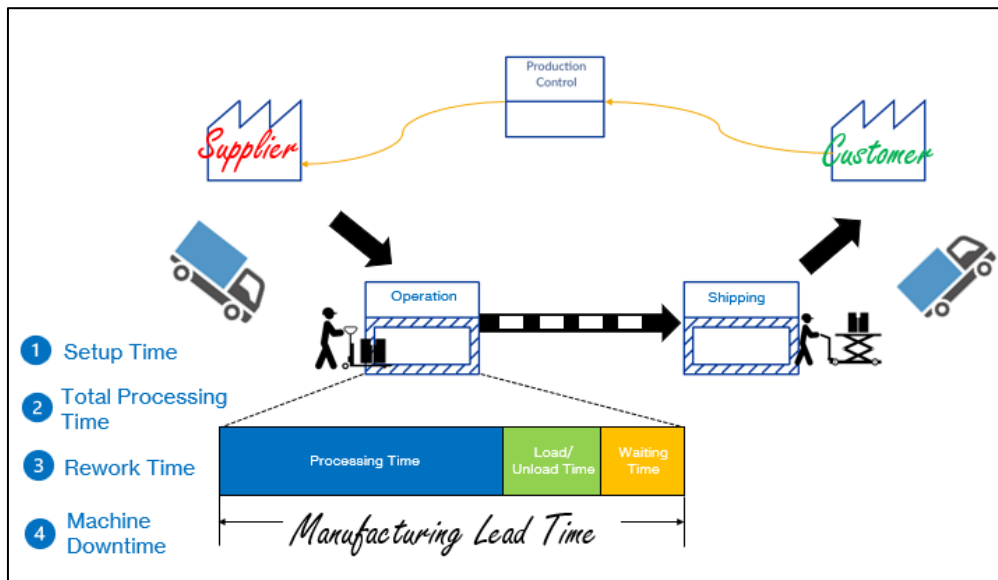 Production
Control
Supplier
Customer
Operation
Shipping
1 Setup Time
2 Total Processing
Time
3 Rework Time
4 Machine
Downtime
Processing Time
Load/
Unload Time
Waiting
Time
Manufacturing Lead Time